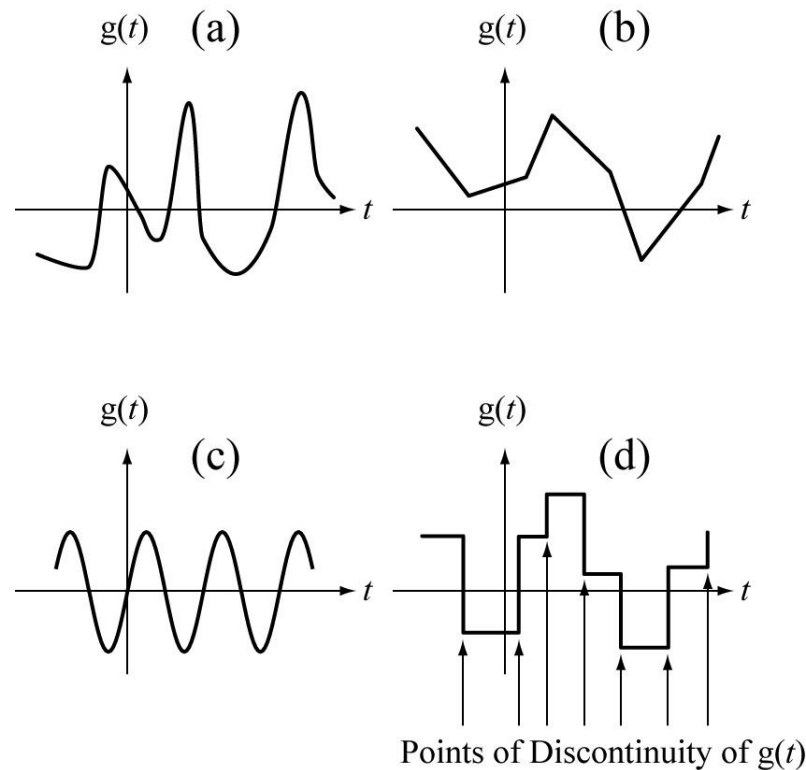 g(t) (a)
t
g(t) (b)
t
g(t)
(c)
t
g(t)
(d)
t
Points of Discontinuity of g(t)